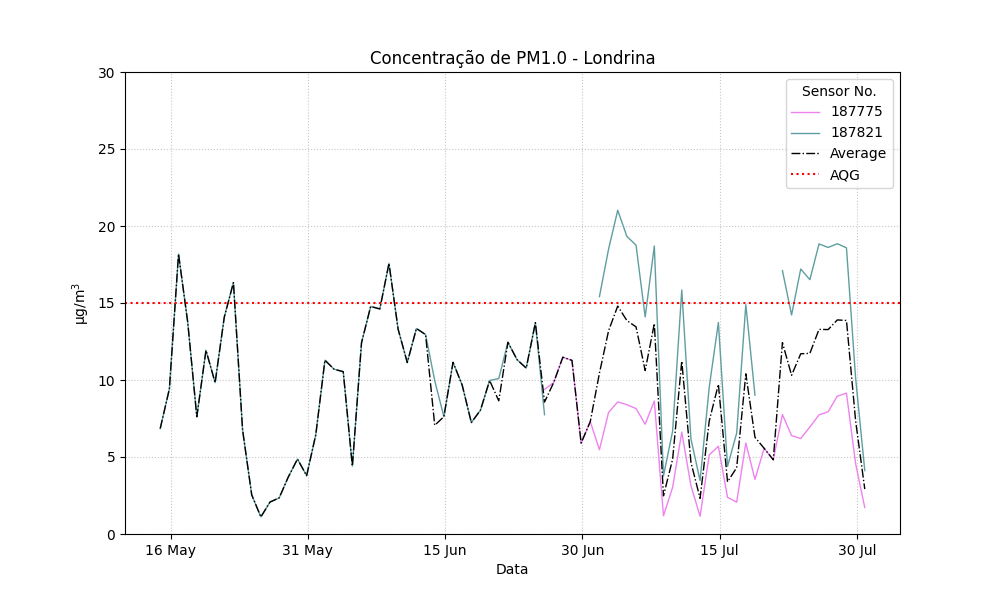 Concentração de PM1.0 - Londrina
30
25
20
15
10
5
0
µg/m³
16 May
31 May
15 Jun
30 Jun
15 Jul
30 Jul
Data
Sensor No.
187775
187821
Average
AQG